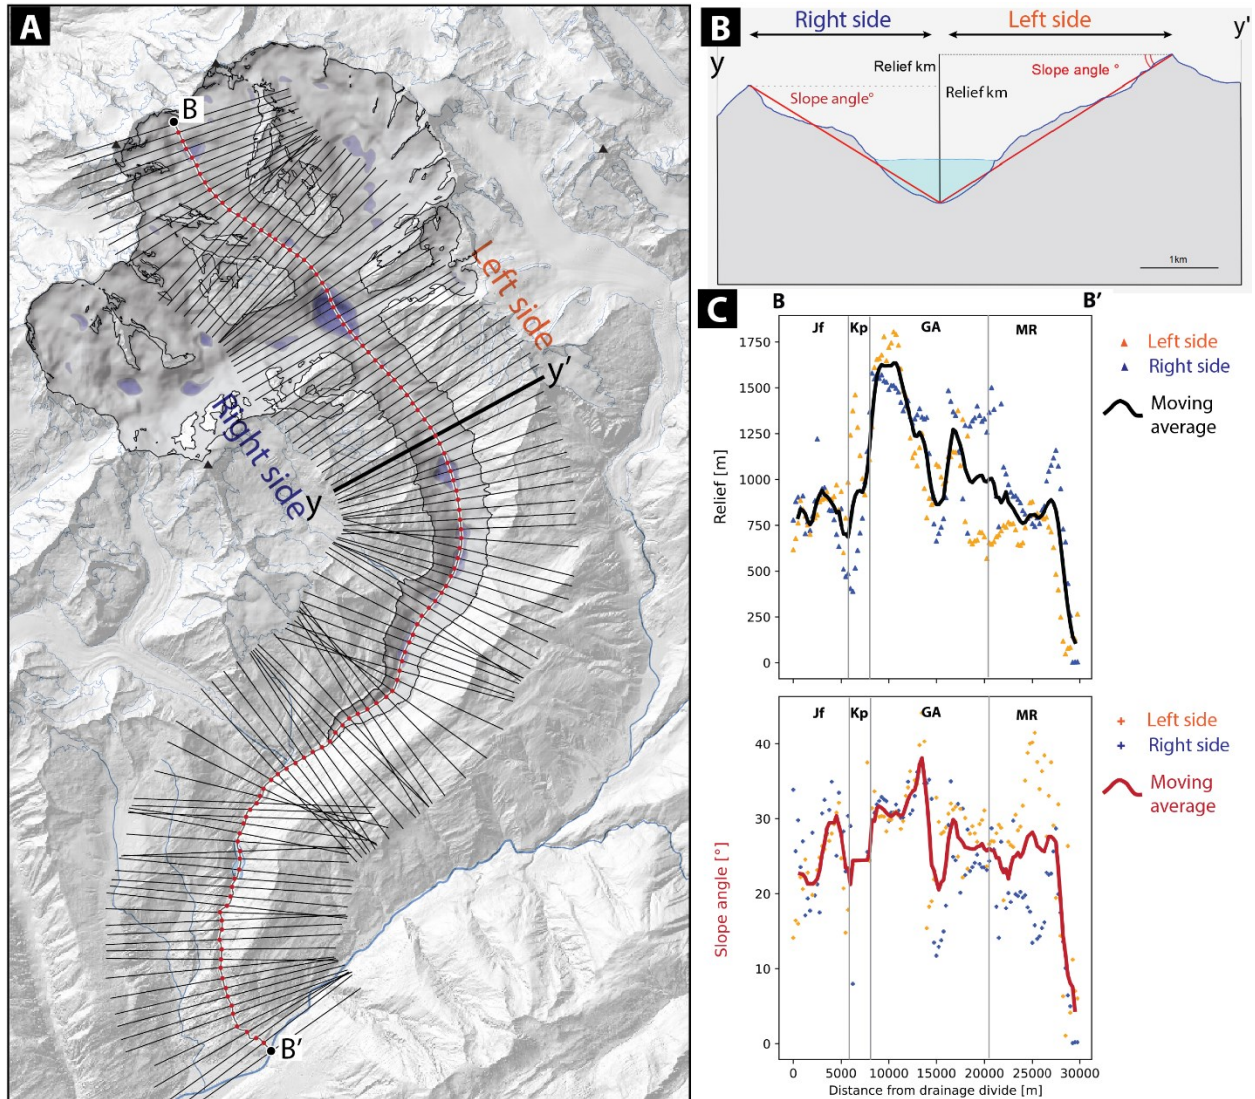 A
B
Left side
y'
Right side
y
B'
B
Right side
Left side
y
y'
Relief km
Slope angle °
Slope angle°
Relief km
1km
C
B
B'
Jf
Kp
GA
MR
1750
1500
1250
1000
750
500
250
0
Relief [m]
Left side
Right side
Moving
average
Jf
Kp
GA
MR
40
30
20
10
0
Slope angle [°]
Left side
Right side
Moving
average
0
5000
10000
15000
20000
25000
30000
Distance from drainage divide [m]